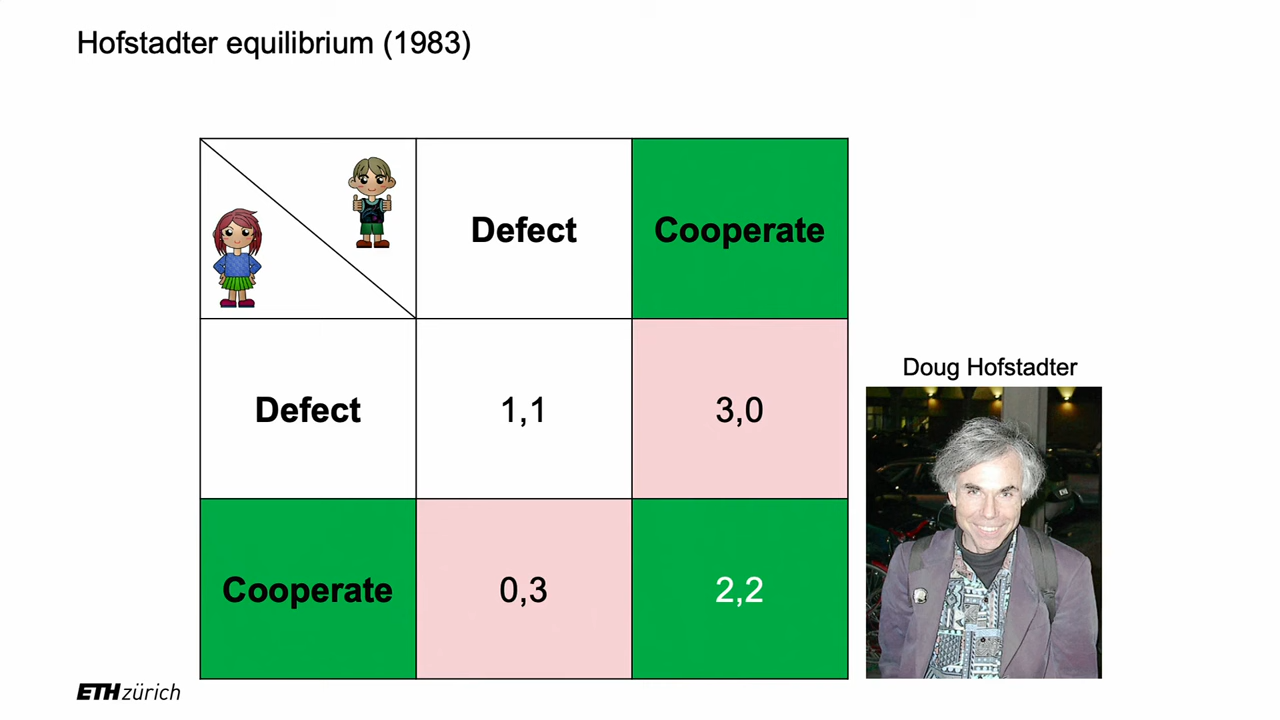 Hofstadter equilibrium (1983)
Defect
Cooperate
Defect
1,1
3,0
Doug Hofstadter
Cooperate
0,3
2,2
ETH zürich